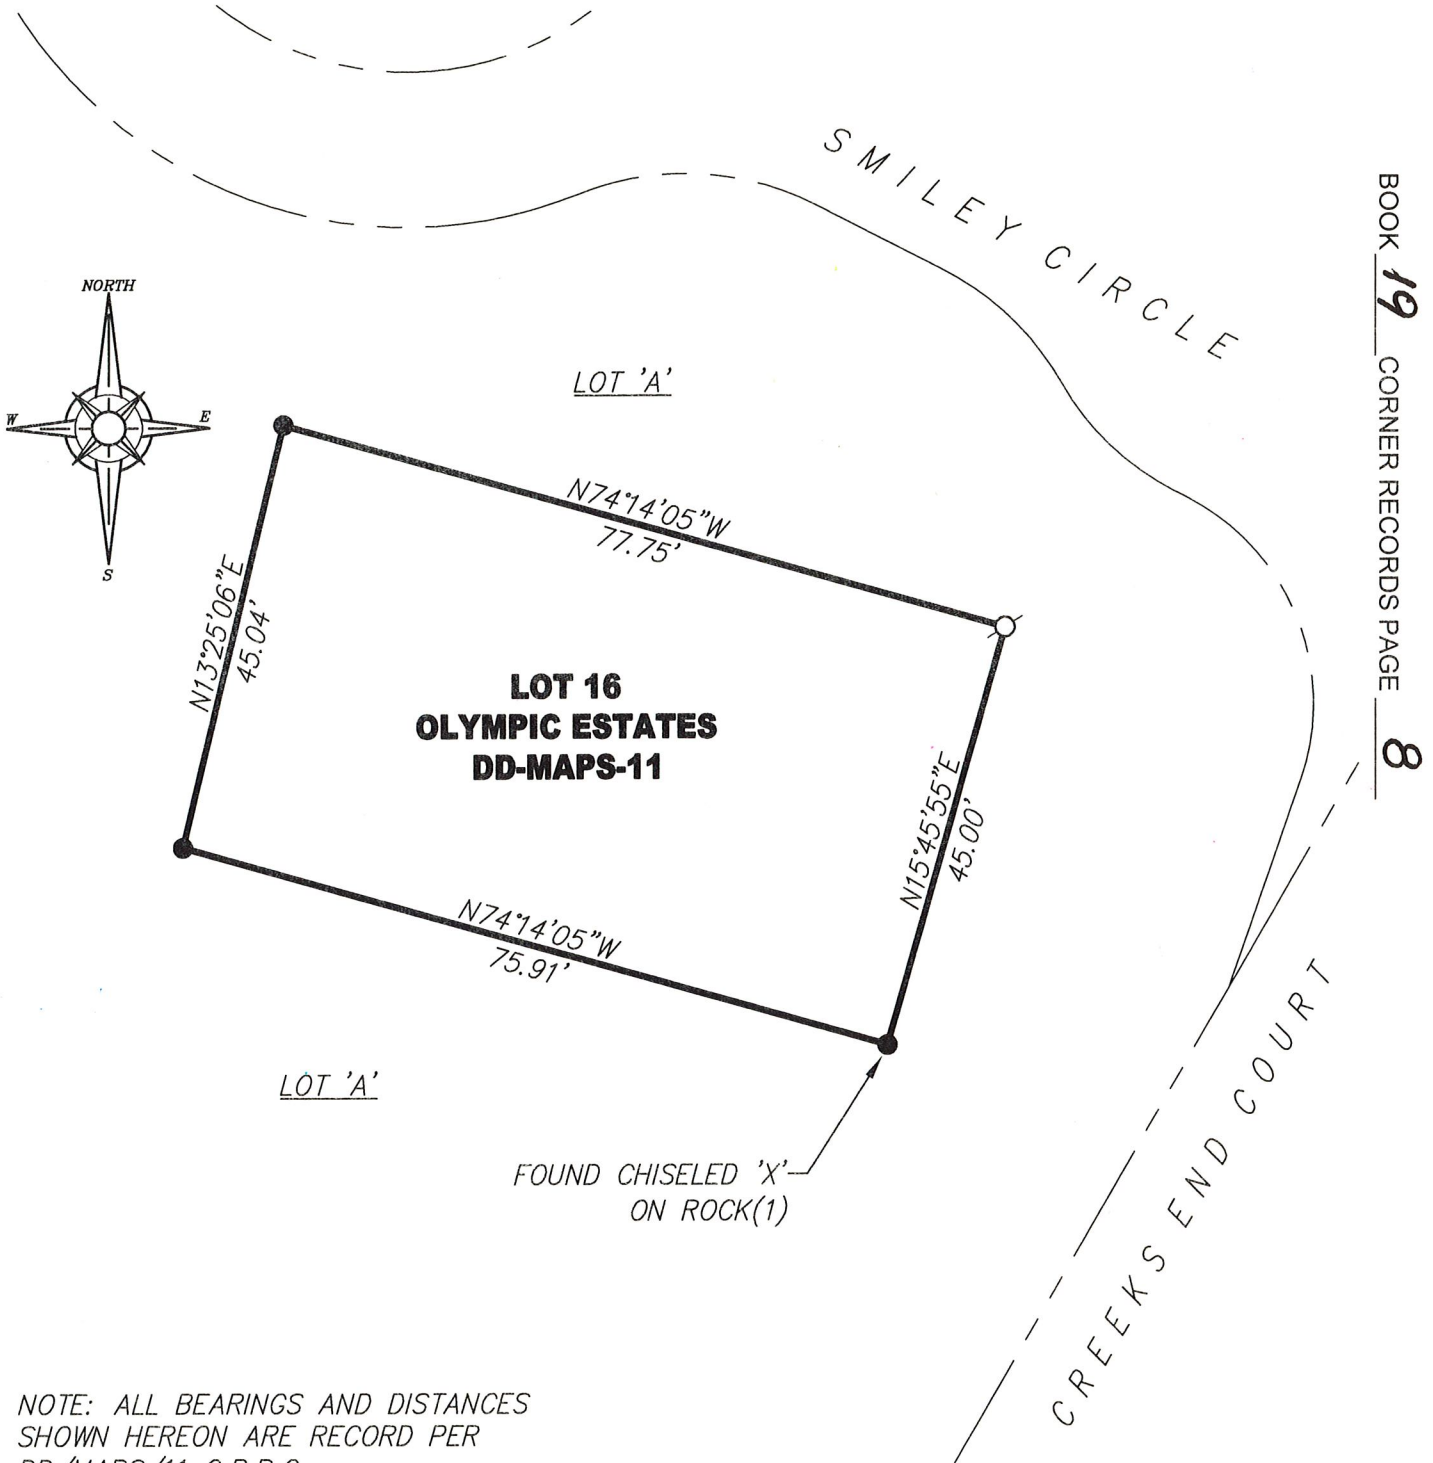 SMILEY CIRCLE
BOOK 19 CORNER RECORDS PAGE 8
NORTH
W
E
S
LOT 'A'
N74°14'05"W
77.75'
N13°25'06"E
45.04'
LOT 16
OLYMPIC ESTATES
DD-MAPS-11
N15°45'55"E
45.00'
N74°14'05"W
75.91'
LOT 'A'
FOUND CHISELED 'X'
ON ROCK(1)
CREEKS END COURT
NOTE: ALL BEARINGS AND DISTANCES
SHOWN HEREON ARE RECORD PER